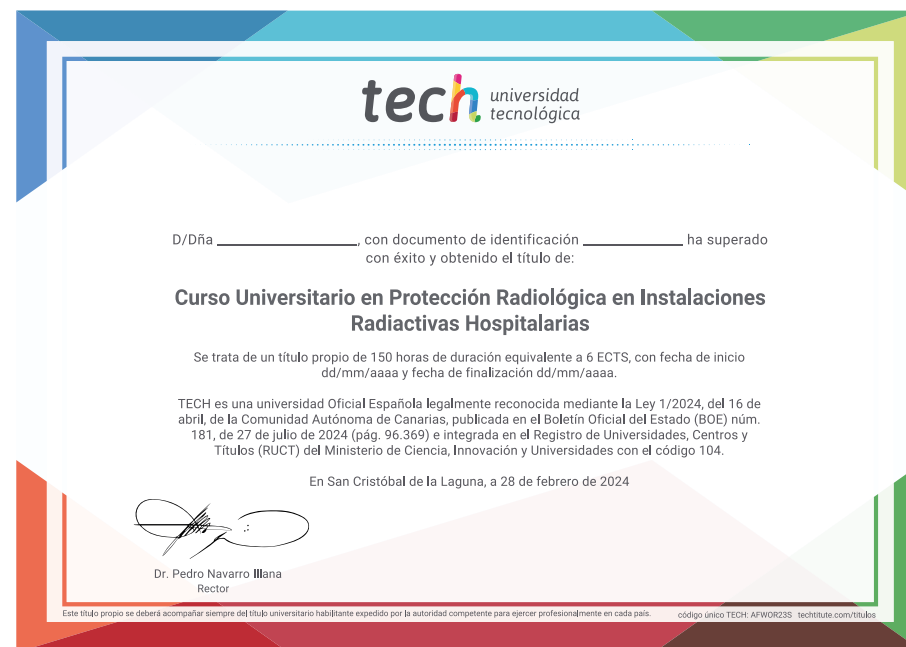 tech universidad
tecnológica
D/Dña ________________, con documento de identificación ____________ ha superado
con éxito y obtenido el título de:
Curso Universitario en Protección Radiológica en Instalaciones
Radiactivas Hospitalarias
Se trata de un título propio de 150 horas de duración equivalente a 6 ECTS, con fecha de inicio
dd/mm/aaaa y fecha de finalización dd/mm/aaaa.
TECH es una universidad Oficial Española legalmente reconocida mediante la Ley 1/2024, del 16 de
abril, de la Comunidad Autónoma de Canarias, publicada en el Boletín Oficial del Estado (BOE) núm.
181, de 27 de julio de 2024 (pág. 96.369) e integrada en el Registro de Universidades, Centros y
Títulos (RUCT) del Ministerio de Ciencia, Innovación y Universidades con el código 104.
En San Cristóbal de la Laguna, a 28 de febrero de 2024
Dr. Pedro Navarro Illana
Rector
Este título propio se deberá acompañar siempre del título universitario habilitante expedido por la autoridad competente para ejercer profesionalmente en cada país.
código único TECH: AFWOR23S techtitute.com/titulos